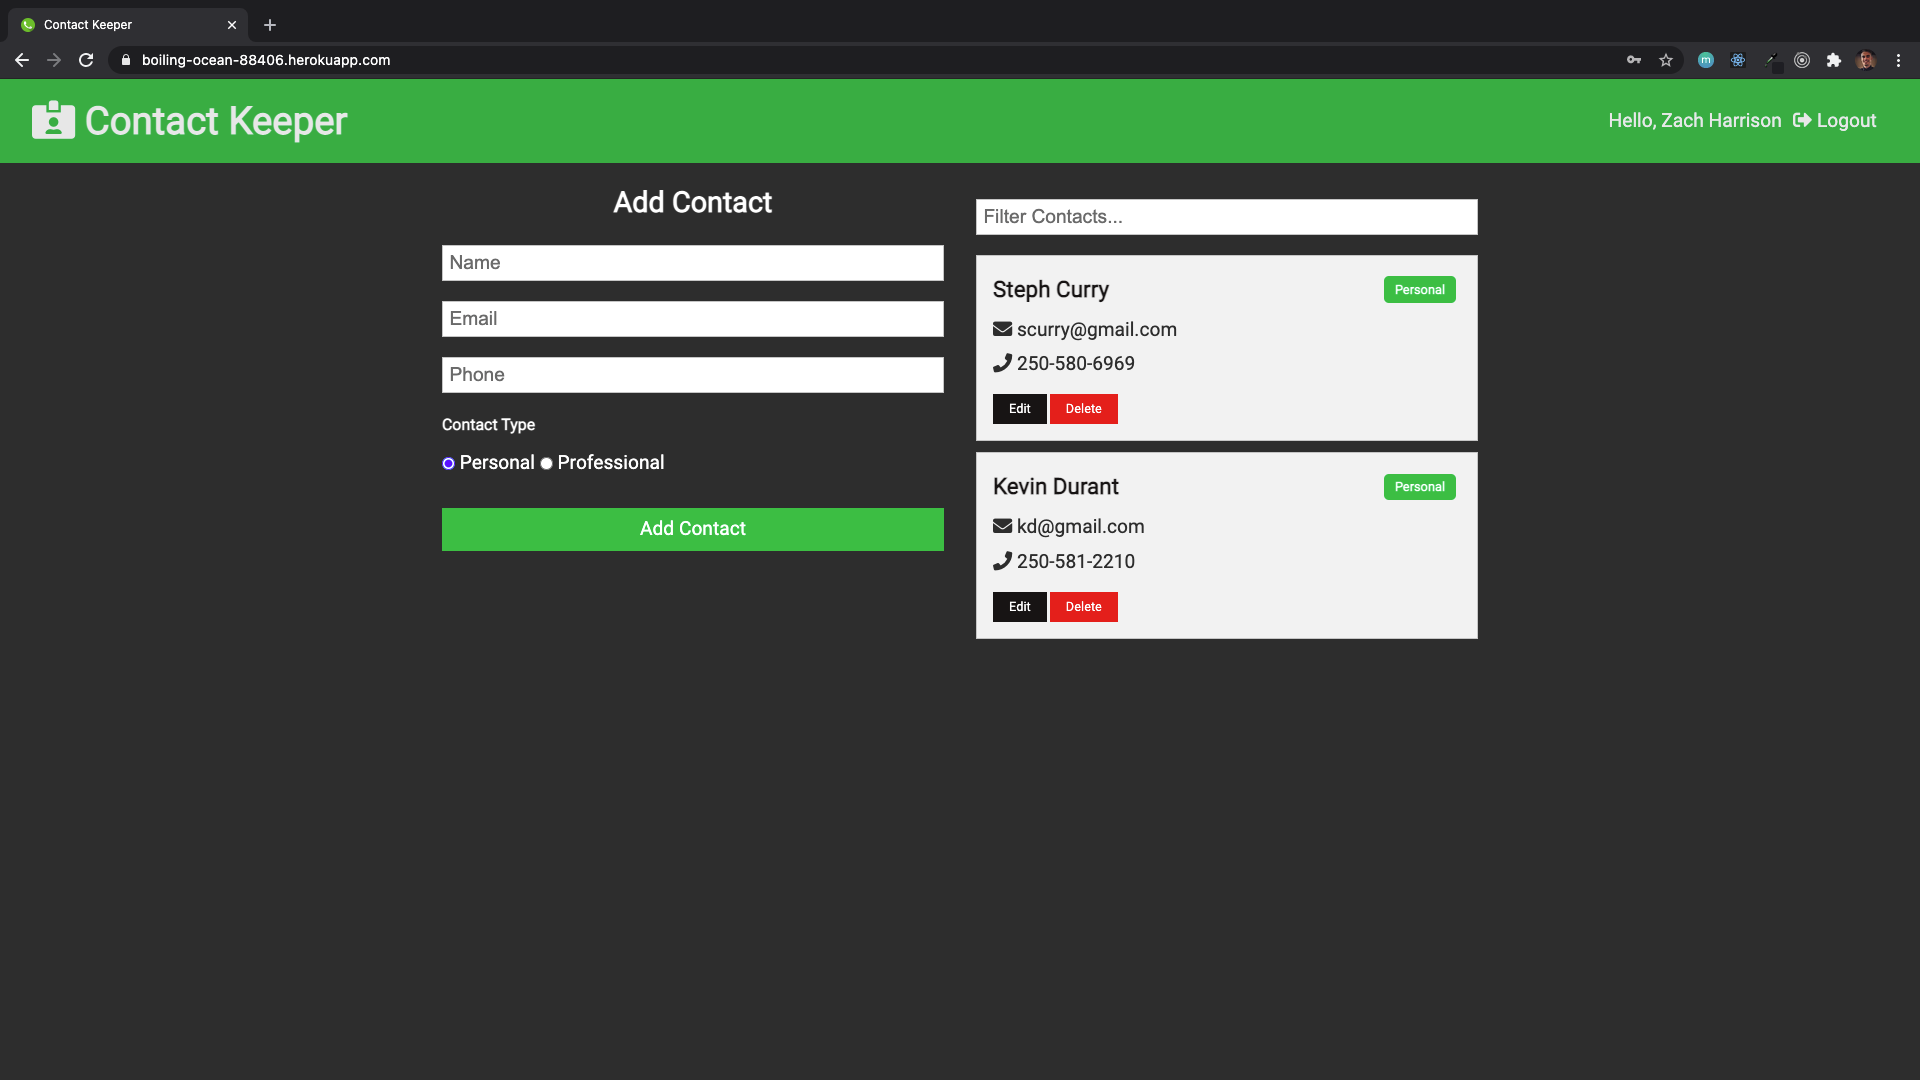 Contact Keeper
boiling-ocean-88406.herokuapp.com
m
Contact Keeper
Hello, Zach Harrison Logout
Add Contact
Name
Email
Phone
Contact Type
Personal Professional
Add Contact
Filter Contacts...
Steph Curry Personal
scurry@gmail.com
250-580-6969
Edit Delete
Kevin Durant Personal
kd@gmail.com
250-581-2210
Edit Delete